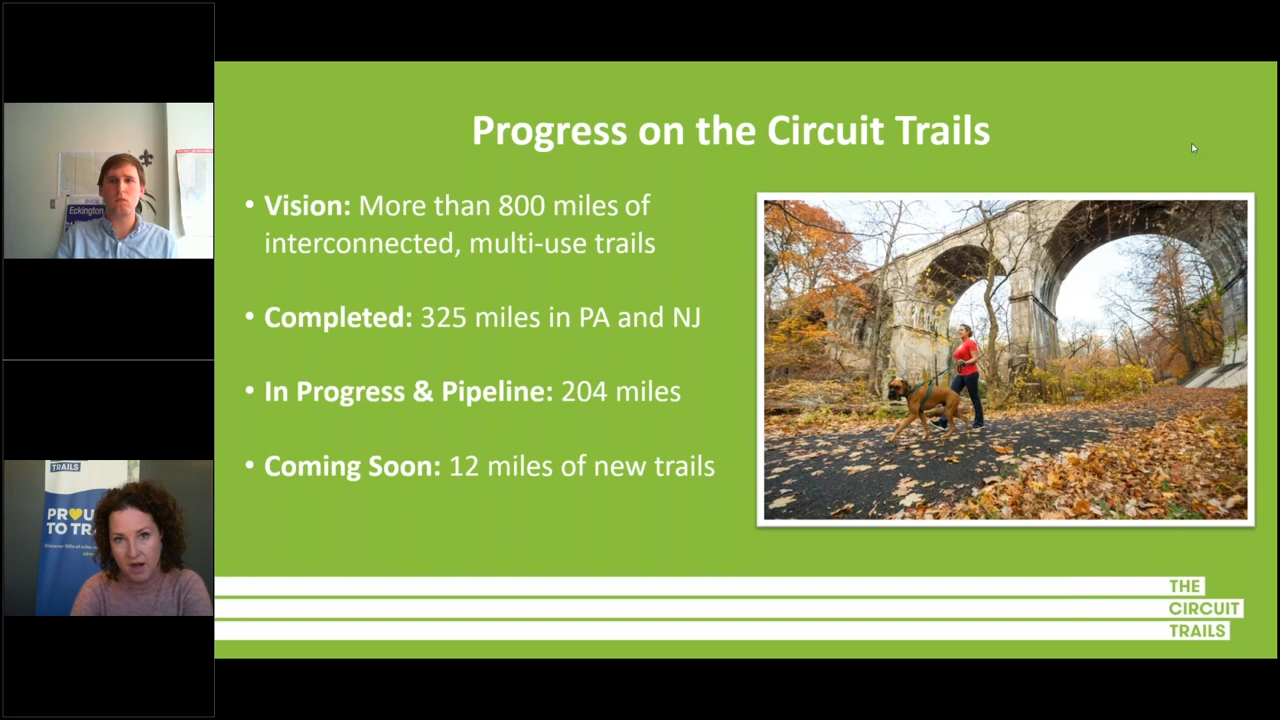 Progress on the Circuit Trails
• Vision: More than 800 miles of
interconnected, multi-use trails
• Completed: 325 miles in PA and NJ
• In Progress & Pipeline: 204 miles
• Coming Soon: 12 miles of new trails
THE
CIRCUIT
TRAILS
Eckington
TRAILS
PR
TO TR